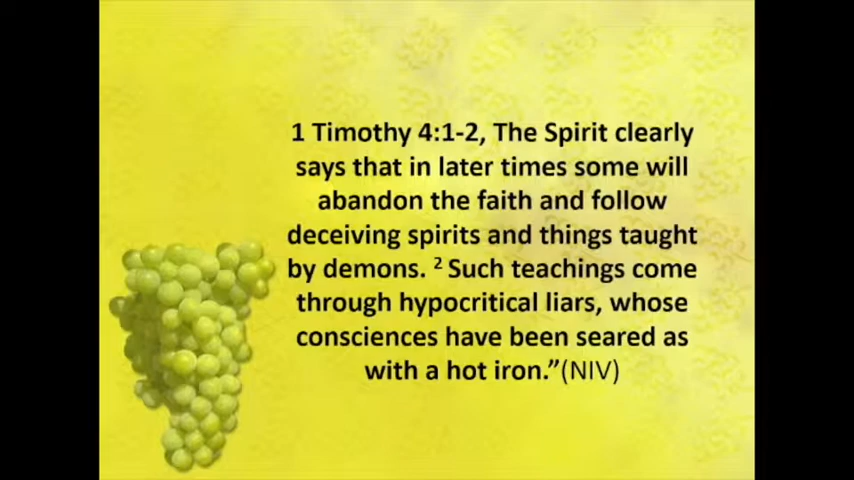 1 Timothy 4:1-2, The Spirit clearly
says that in later times some will
abandon the faith and follow
deceiving spirits and things taught
by demons. ² Such teachings come
through hypocritical liars, whose
consciences have been seared as
with a hot iron.”(NIV)